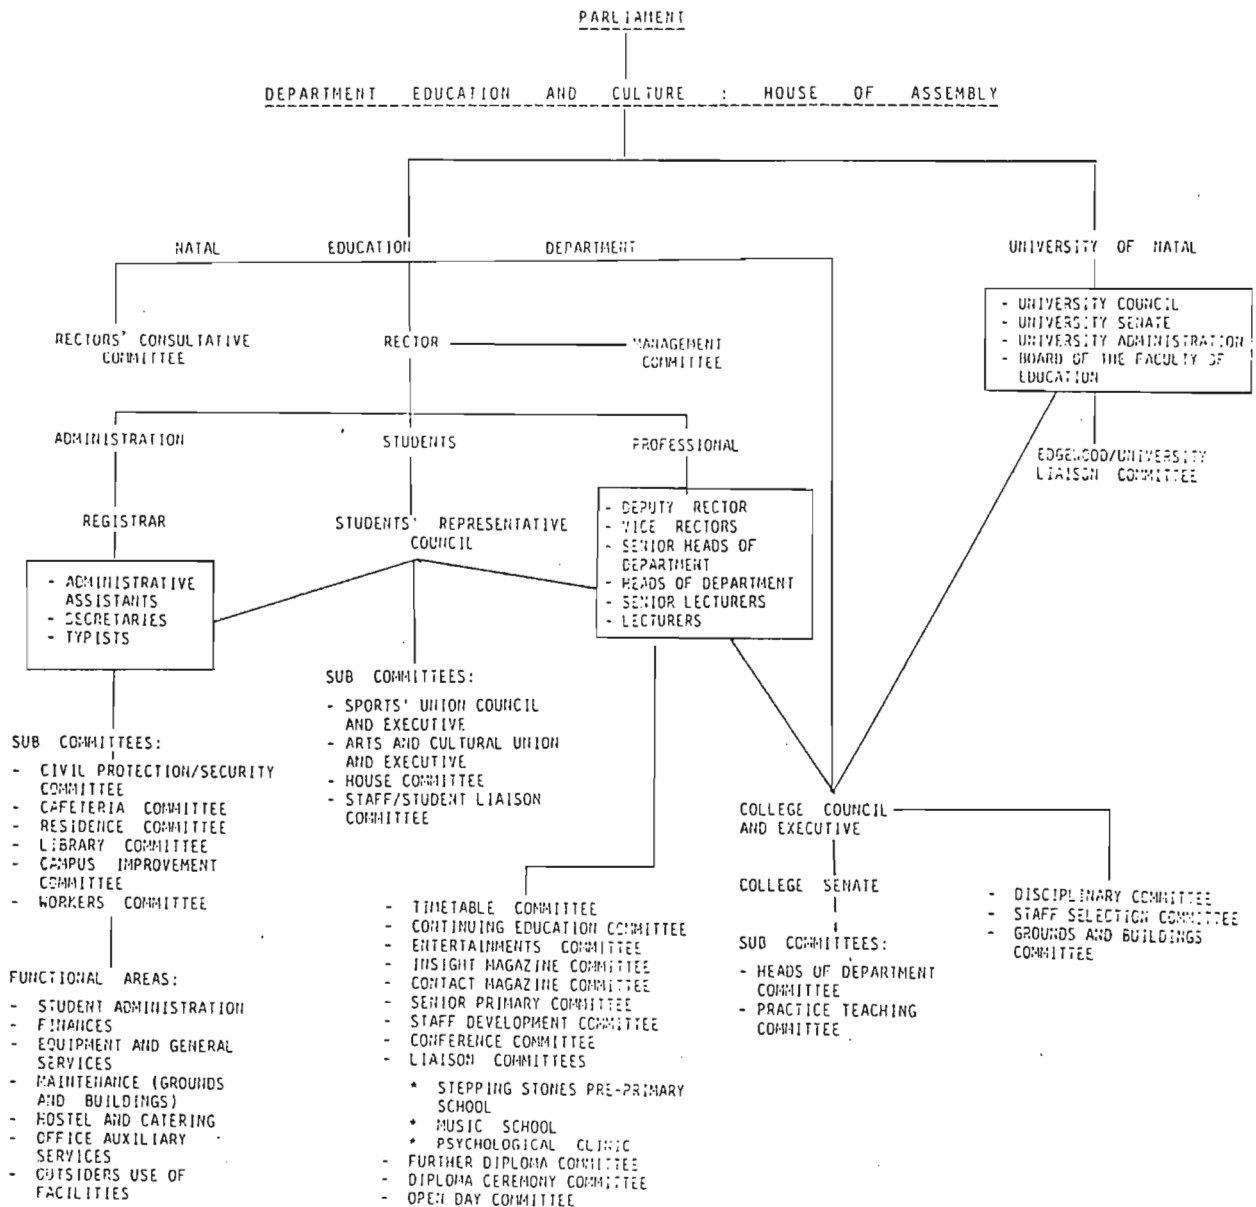 PARLIAMENT
DEPARTMENT EDUCATION AND CULTURE : HOUSE OF ASSEMBLY
NATAL EDUCATION DEPARTMENT
UNIVERSITY OF NATAL
- UNIVERSITY COUNCIL
- UNIVERSITY SENATE
- UNIVERSITY ADMINISTRATION
- BOARD OF THE FACULTY OF
EDUCATION
RECTORS' CONSULTATIVE
COMMITTEE
RECTOR
MANAGEMENT
COMMITTEE
ADMINISTRATION
STUDENTS
PROFESSIONAL
EDGEWOOD/UNIVERSITY
LIAISON COMMITTEE
REGISTRAR
STUDENTS' REPRESENTATIVE
COUNCIL
- DEPUTY RECTOR
- VICE RECTORS
- SENIOR HEADS OF
DEPARTMENT
- HEADS OF DEPARTMENT
- SENIOR LECTURERS
- LECTURERS
- ADMINISTRATIVE
ASSISTANTS
- SECRETARIES
- TYPISTS
SUB COMMITTEES:
- SPORTS' UNION COUNCIL
AND EXECUTIVE
- ARTS AND CULTURAL UNION
AND EXECUTIVE
- HOUSE COMMITTEE
- STAFF/STUDENT LIAISON
COMMITTEE
SUB COMMITTEES:
- CIVIL PROTECTION/SECURITY
COMMITTEE
- CAFETERIA COMMITTEE
- RESIDENCE COMMITTEE
- LIBRARY COMMITTEE
- CAMPUS IMPROVEMENT
COMMITTEE
- WORKERS COMMITTEE
COLLEGE COUNCIL
AND EXECUTIVE
COLLEGE SENATE
SUB COMMITTEES:
- HEADS OF DEPARTMENT
COMMITTEE
- PRACTICE TEACHING
COMMITTEE
- DISCIPLINARY COMMITTEE
- STAFF SELECTION COMMITTEE
- GROUNDS AND BUILDINGS
COMMITTEE
- TIMETABLE COMMITTEE
- CONTINUING EDUCATION COMMITTEE
- ENTERTAINMENTS COMMITTEE
- INSIGHT MAGAZINE COMMITTEE
- CONTACT MAGAZINE COMMITTEE
- SENIOR PRIMARY COMMITTEE
- STAFF DEVELOPMENT COMMITTEE
- CONFERENCE COMMITTEE
- LIAISON COMMITTEES
* STEPPING STONES PRE-PRIMARY
SCHOOL
* MUSIC SCHOOL
* PSYCHOLOGICAL CLINIC
- FURTHER DIPLOMA COMMITTEE
- DIPLOMA CEREMONY COMMITTEE
- OPEN DAY COMMITTEE
FUNCTIONAL AREAS:
- STUDENT ADMINISTRATION
- FINANCES
- EQUIPMENT AND GENERAL
SERVICES
- MAINTENANCE (GROUNDS
AND BUILDINGS)
- HOSTEL AND CATERING
- OFFICE AUXILIARY
SERVICES
- OUTSIDERS USE OF
FACILITIES